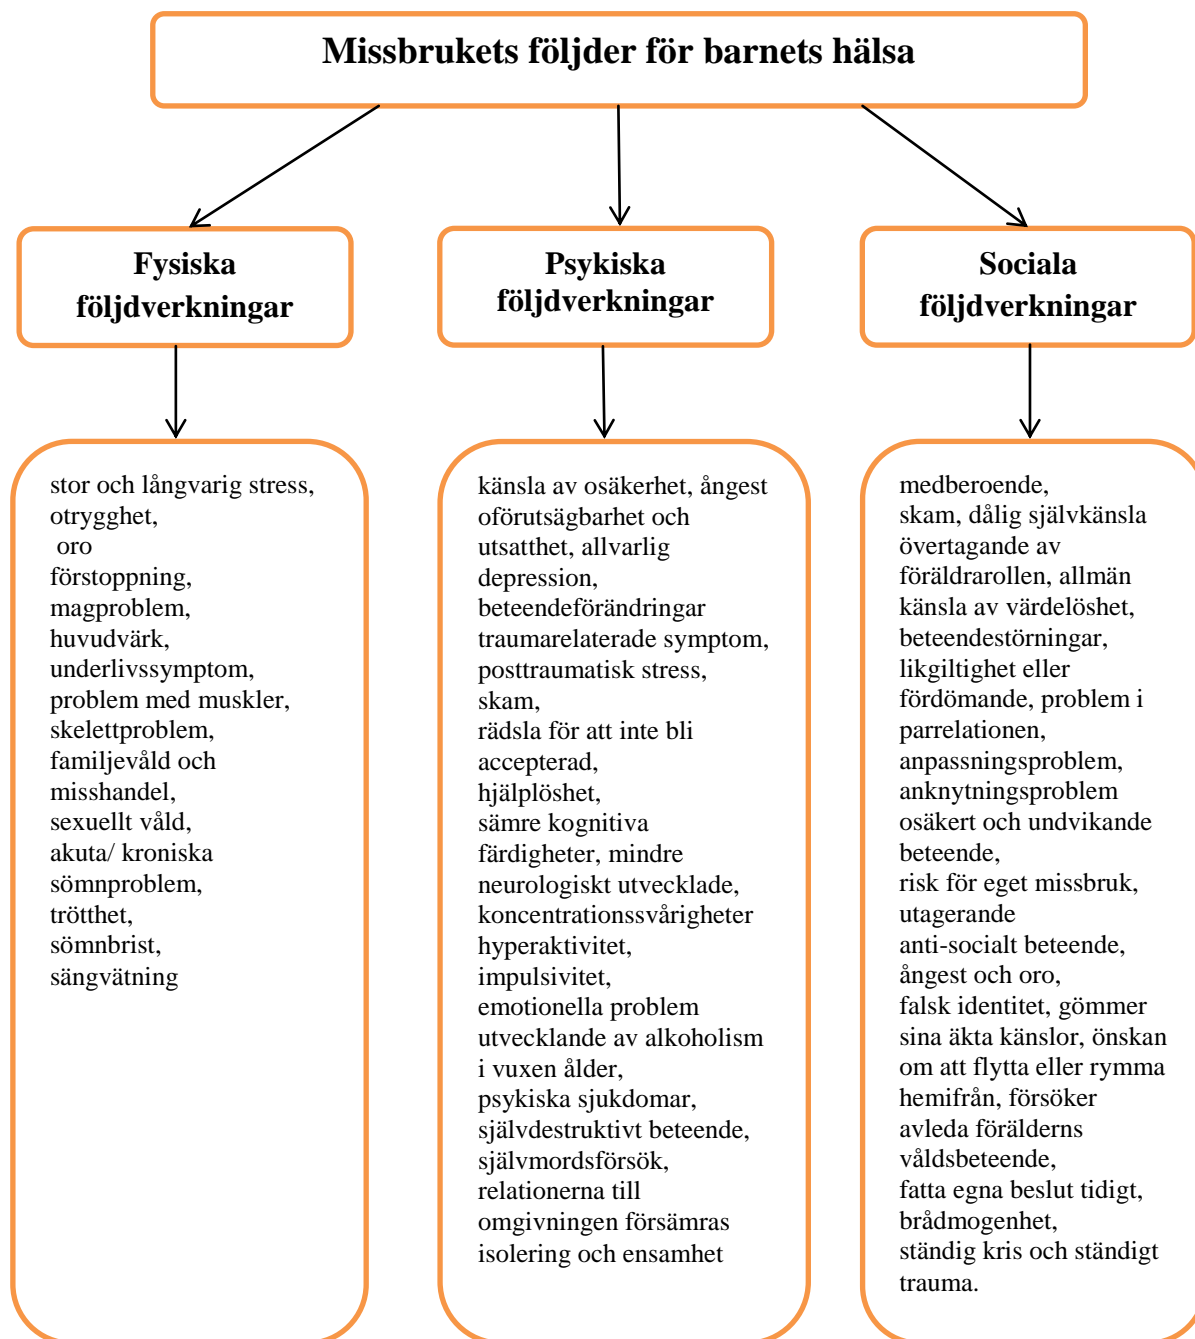 Missbrukets följder för barnets hälsa
Fysiska
följdverkningar
Psykiska
följdverkningar
Sociala
följdverkningar
stor och långvarig stress,
otrygghet,
oro
förstoppning,
magproblem,
huvudvärk,
underlivssymptom,
problem med muskler,
skelettproblem,
familjevåld och
misshandel,
sexuellt våld,
akuta/ kroniska
sömnproblem,
trötthet,
sömnbrist,
sängvätning
känsla av osäkerhet, ångest
oförutsägbarhet och
utsatthet, allvarlig
depression,
beteendeförändringar
traumarelaterade symptom,
posttraumatisk stress,
skam,
rädsla för att inte bli
accepterad,
hjälplöshet,
sämre kognitiva
färdigheter, mindre
neurologiskt utvecklade,
koncentrationssvårigheter
hyperaktivitet,
impulsivitet,
emotionella problem
utvecklande av alkoholism
i vuxen ålder,
psykiska sjukdomar,
självdestruktivt beteende,
självmordsförsök,
relationerna till
omgivningen försämras
isolering och ensamhet
medberoende,
skam, dålig självkänsla
övertagande av
föräldrarollen, allmän
känsla av värdelöshet,
beteendestörningar,
likgiltighet eller
fördömande, problem i
parrelationen,
anpassningsproblem,
anknytningsproblem
osäkert och undvikande
beteende,
risk för eget missbruk,
utagerande
anti-socialt beteende,
ångest och oro,
falsk identitet, gömmer
sina äkta känslor, önskan
om att flytta eller rymma
hemifrån, försöker
avleda förälderns
våldsbeteende,
fatta egna beslut tidigt,
brådmogenhet,
ständig kris och ständigt
trauma.